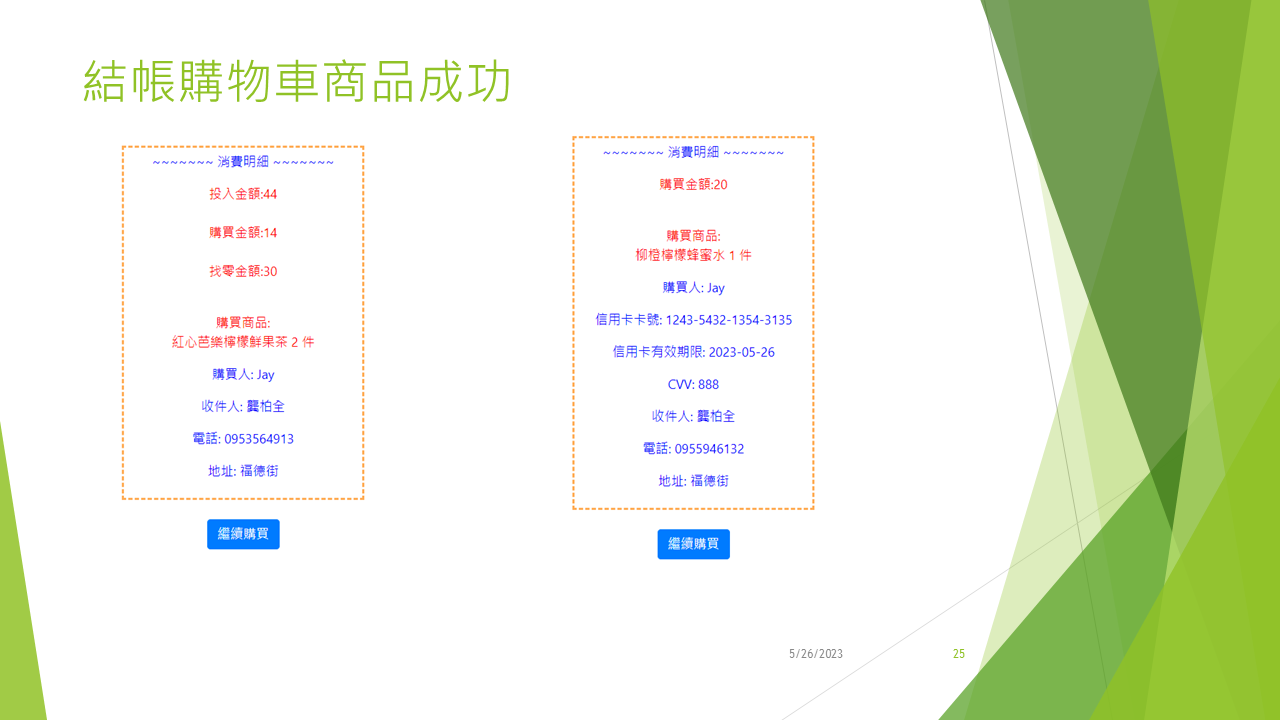 結帳購物車商品成功
~~~~~~~ 消費明細 ~~~~~~~
投入金額:44
購買金額:14
找零金額:30
購買商品:
紅心芭樂檸檬鮮果茶 2 件
購買人: Jay
收件人: 龔柏全
電話: 0953564913
地址: 福德街
繼續購買
~~~~~~~ 消費明細 ~~~~~~~
購買金額:20
購買商品:
柳橙檸檬蜂蜜水 1 件
購買人: Jay
信用卡卡號: 1243-5432-1354-3135
信用卡有效期限: 2023-05-26
CVV: 888
收件人: 龔柏全
電話: 0955946132
地址: 福德街
繼續購買
5/26/2023
25